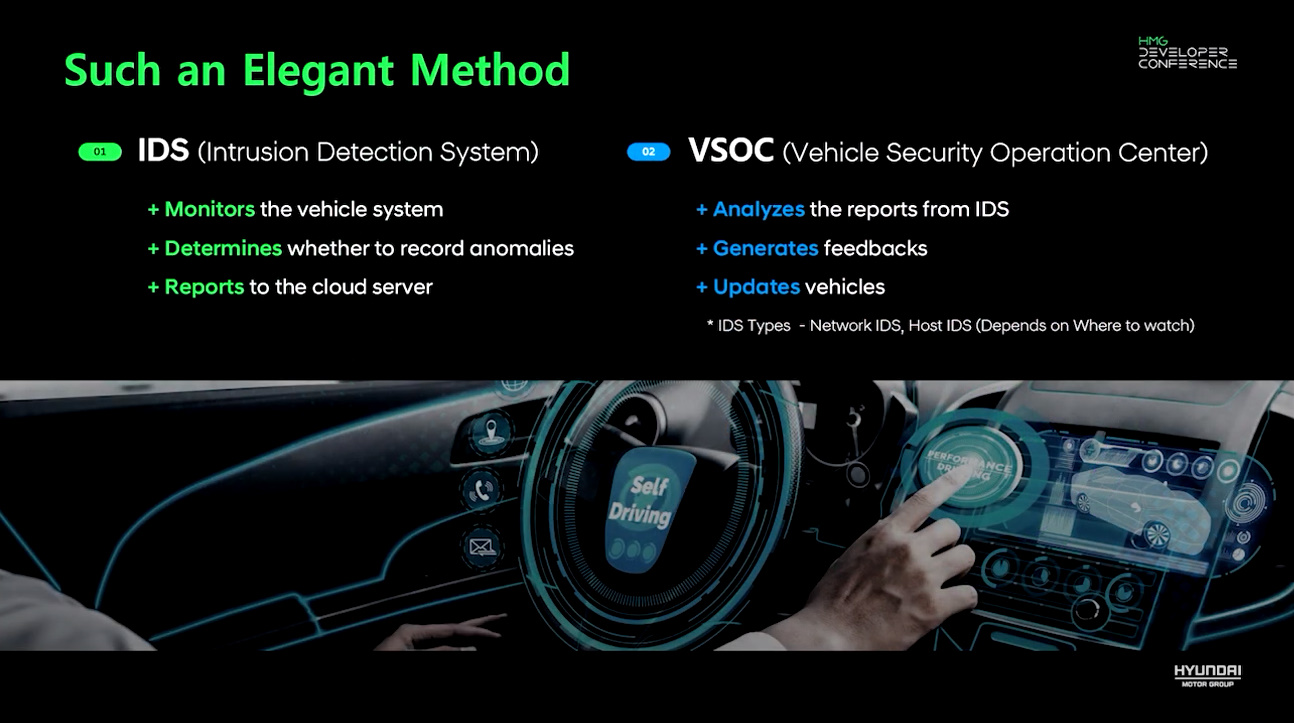 Such an Elegant Method
HMG
DEVELOPER
CONFERENCE
01 IDS (Intrusion Detection System)
+ Monitors the vehicle system
+ Determines whether to record anomalies
+ Reports to the cloud server
02 VSOC (Vehicle Security Operation Center)
+ Analyzes the reports from IDS
+ Generates feedbacks
+ Updates vehicles
* IDS Types - Network IDS, Host IDS (Depends on Where to watch)
Self
Driving
PERFORMANCE
DRIVING
HYUNDAI
MOTOR GROUP